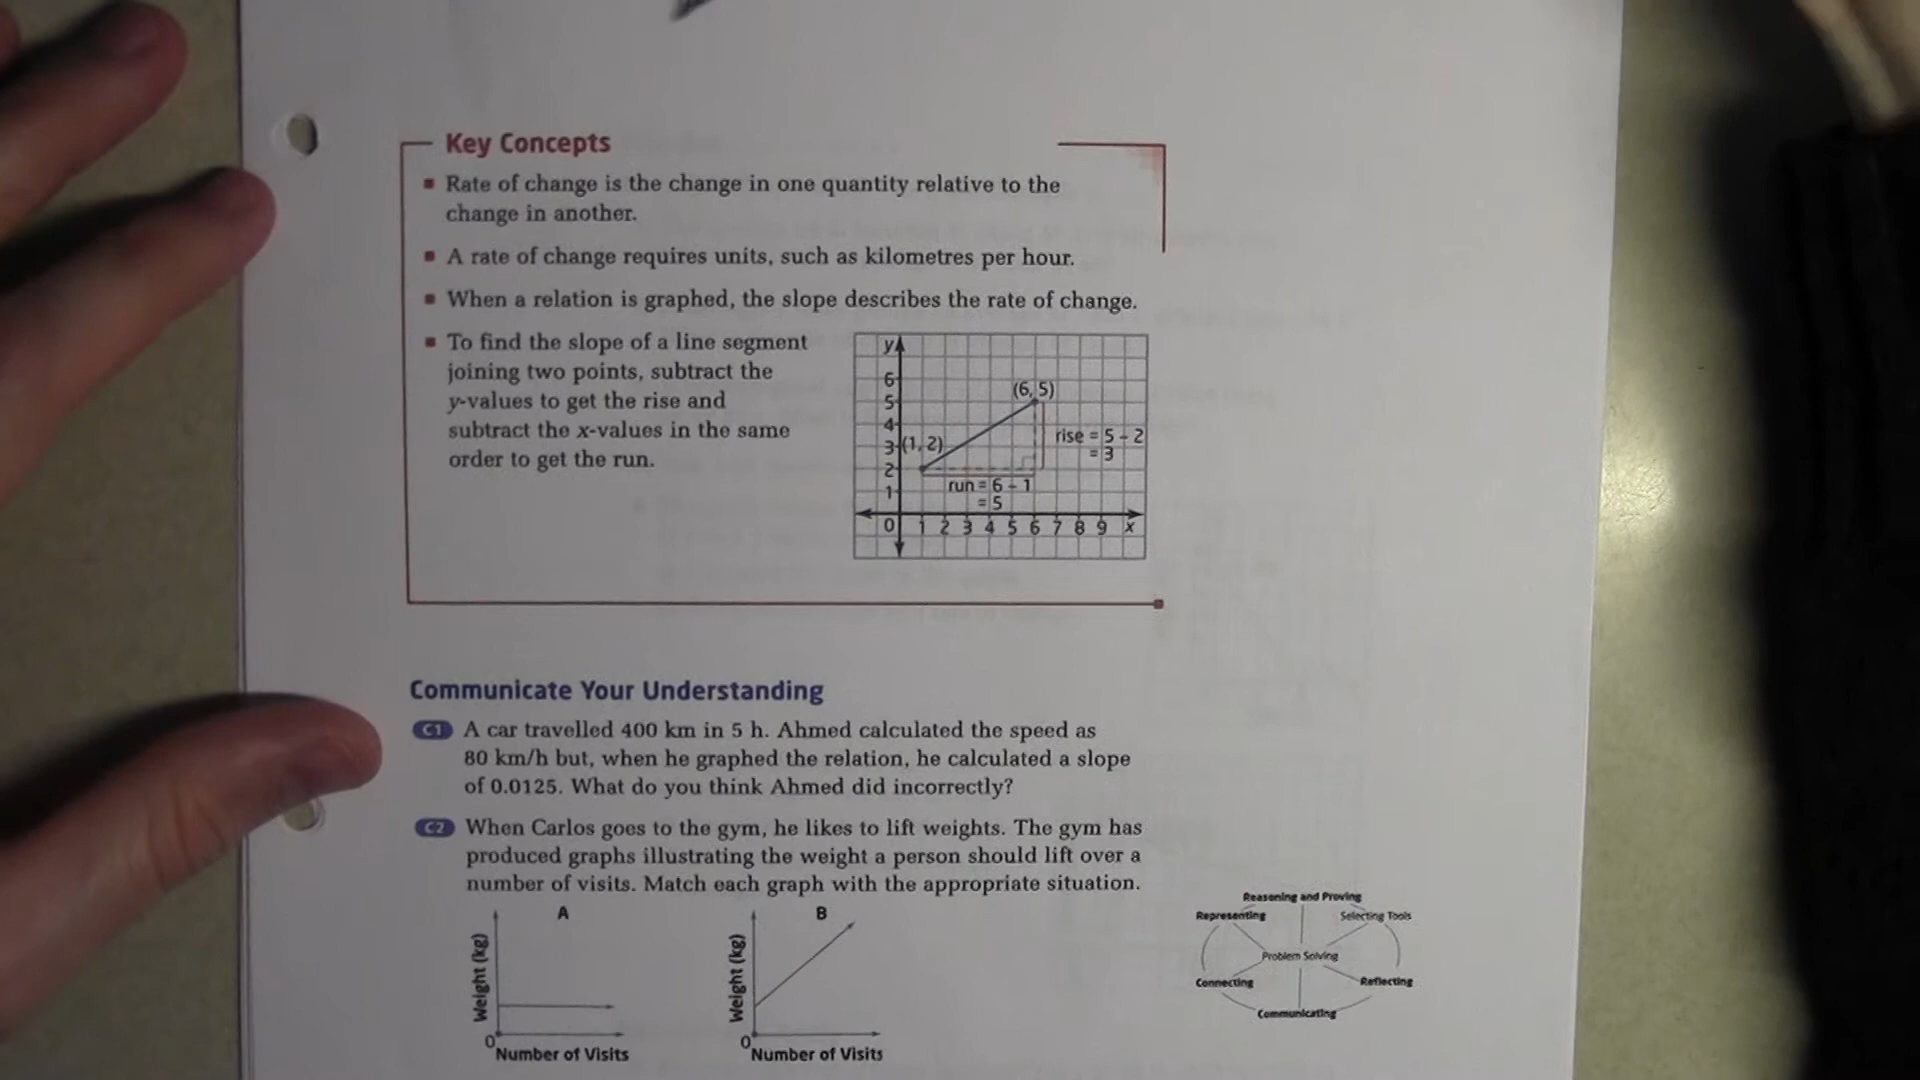 Key Concepts
▪ Rate of change is the change in one quantity relative to the
change in another.
▪ A rate of change requires units, such as kilometres per hour.
▪ When a relation is graphed, the slope describes the rate of change.
▪ To find the slope of a line segment
joining two points, subtract the
y-values to get the rise and
subtract the x-values in the same
order to get the run.
y
6
(6, 5)
5
4
rise = 5 − 2
3
(1, 2)
= 3
2
run = 6 − 1
1
= 5
0 1 2 3 4 5 6 7 8 9 x
Communicate Your Understanding
C1 A car travelled 400 km in 5 h. Ahmed calculated the speed as
80 km/h but, when he graphed the relation, he calculated a slope
of 0.0125. What do you think Ahmed did incorrectly?
C2 When Carlos goes to the gym, he likes to lift weights. The gym has
produced graphs illustrating the weight a person should lift over a
number of visits. Match each graph with the appropriate situation.
A
Weight (kg)
0
Number of Visits
B
Weight (kg)
0
Number of Visits
Reasoning and Proving
Representing
Selecting Tools
Problem Solving
Connecting
Reflecting
Communicating